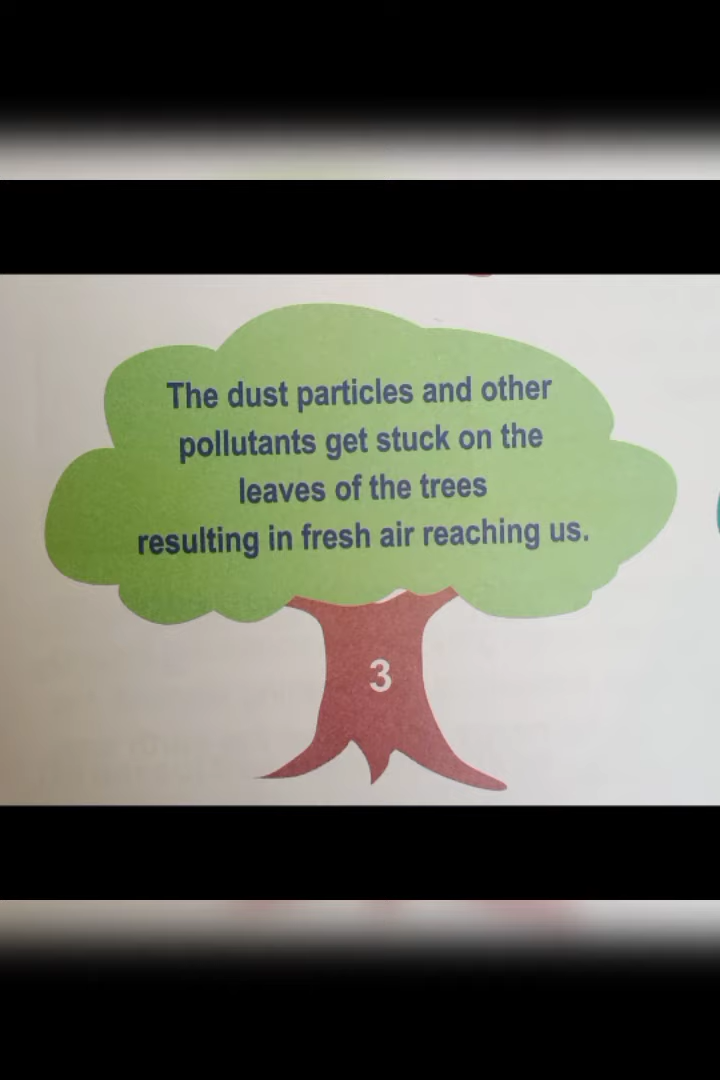 The dust particles and other
pollutants get stuck on the
leaves of the trees
resulting in fresh air reaching us.
3